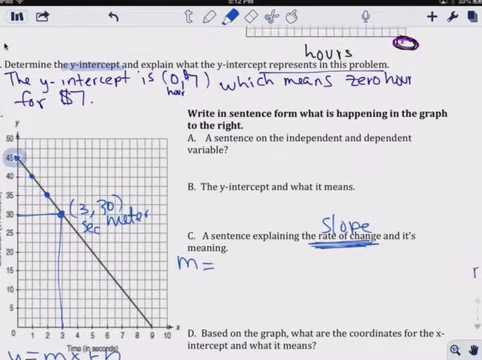 iPad
5:12 PM
hours
Determine the y-intercept and explain what the y-intercept represents in this problem.
The y-intercept is (0,$7) which means zero hour
hour
for $7.
Write in sentence form what is happening in the graph
to the right.
A. A sentence on the independent and dependent
variable?
B. The y-intercept and what it means.
slope
C. A sentence explaining the rate of change and it's
meaning.
m =
D. Based on the graph, what are the coordinates for the x-
intercept and what it means?
y
50
45
40
35
30
25
20
15
10
5
(3, 30)
sec meter
0 1 2 3 4 5 6 7 8 9 10 x
Time (in seconds)
y = mx + b
r